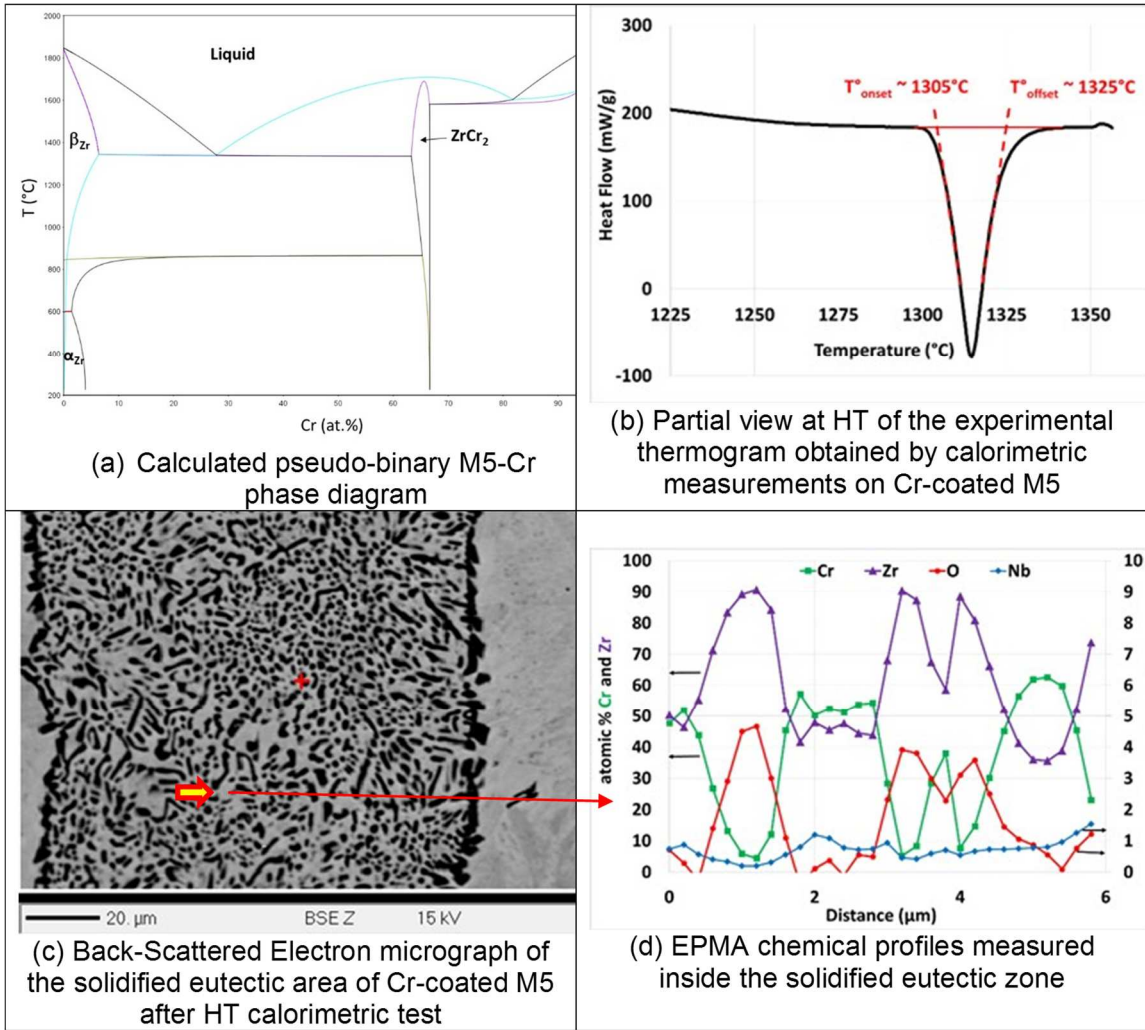 2000
1800
1600
1400
1200
1000
800
600
400
200
T (°C)
Liquid
βZr
ZrCr2
αZr
0
10
20
30
40
50
60
70
80
90
Cr (at.%)
(a) Calculated pseudo-binary M5-Cr
phase diagram
300
200
100
0
-100
Heat Flow (mW/g)
T°onset ~ 1305°C
T°offset ~ 1325°C
1225
1250
1275
1300
1325
1350
Temperature (°C)
(b) Partial view at HT of the experimental
thermogram obtained by calorimetric
measurements on Cr-coated M5
20. µm
BSE Z
15 kV
(c) Back-Scattered Electron micrograph of
the solidified eutectic area of Cr-coated M5
after HT calorimetric test
Cr
Zr
O
Nb
100
90
80
70
60
50
40
30
20
10
0
atomic % Cr and Zr
10
9
8
7
6
5
4
3
2
1
0
0
2
4
6
Distance (µm)
(d) EPMA chemical profiles measured
inside the solidified eutectic zone